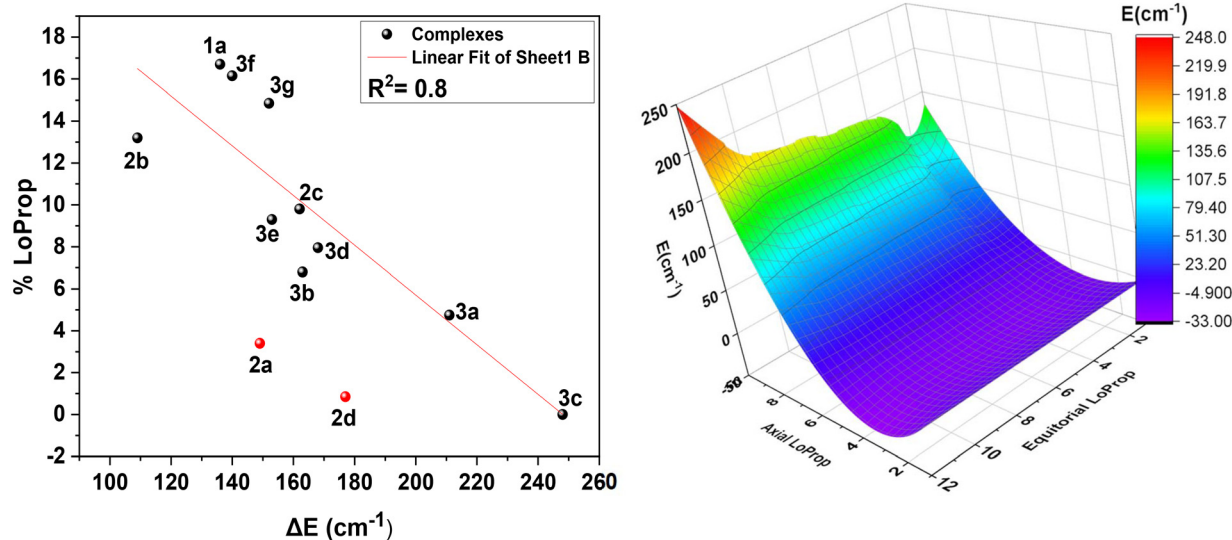 18
16
14
12
10
8
6
4
2
0
-2
% LoProp
100 120 140 160 180 200 220 240 260
ΔE (cm⁻¹)
Complexes
Linear Fit of Sheet1 B
R²= 0.8
1a
3f
3g
2b
2c
3e
3d
3b
3a
2a
2d
3c
E(cm⁻¹)
248.0
219.9
191.8
163.7
135.6
107.5
79.40
51.30
23.20
-4.900
-33.00
250
200
150
100
50
0
E(cm⁻¹)
8
6
4
2
Axial LoProp
12
10
8
6
4
2
Equitorial LoProp